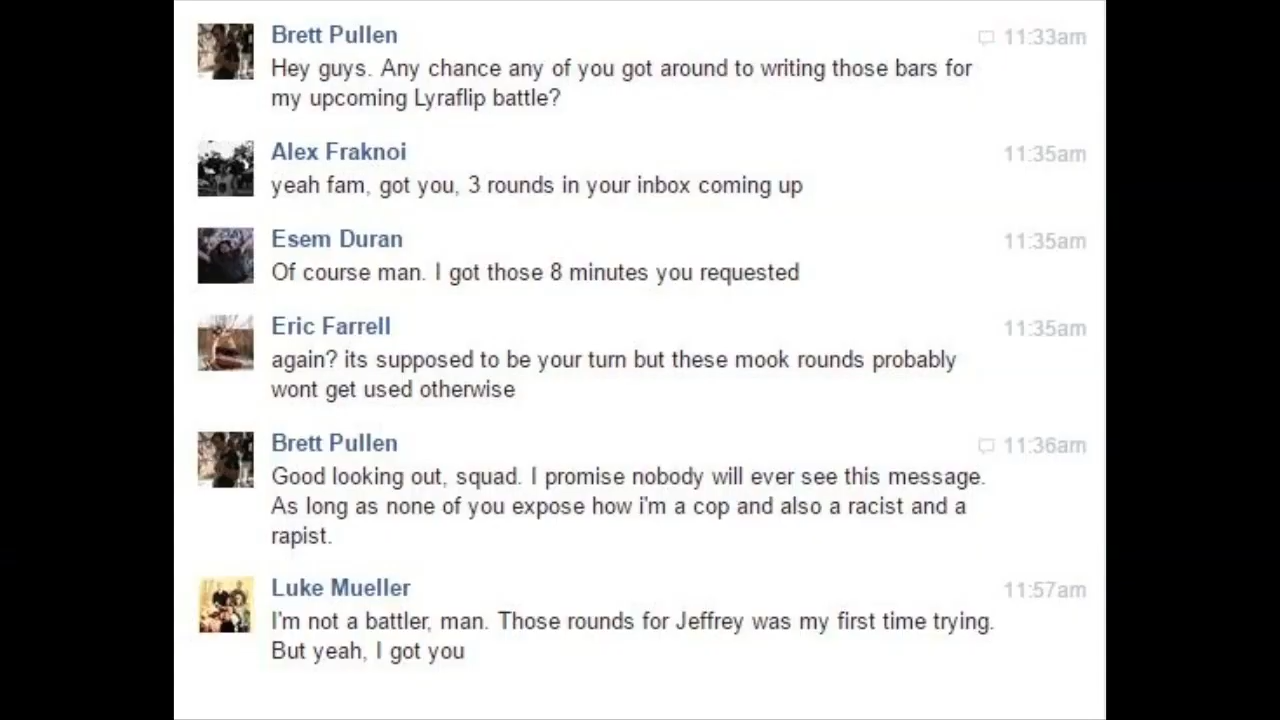 Brett Pullen 11:33am
Hey guys. Any chance any of you got around to writing those bars for
my upcoming Lyraflip battle?
Alex Fraknoi 11:35am
yeah fam, got you, 3 rounds in your inbox coming up
Esem Duran 11:35am
Of course man. I got those 8 minutes you requested
Eric Farrell 11:35am
again? its supposed to be your turn but these mook rounds probably
wont get used otherwise
Brett Pullen 11:36am
Good looking out, squad. I promise nobody will ever see this message.
As long as none of you expose how i'm a cop and also a racist and a
rapist.
Luke Mueller 11:57am
I'm not a battler, man. Those rounds for Jeffrey was my first time trying.
But yeah, I got you